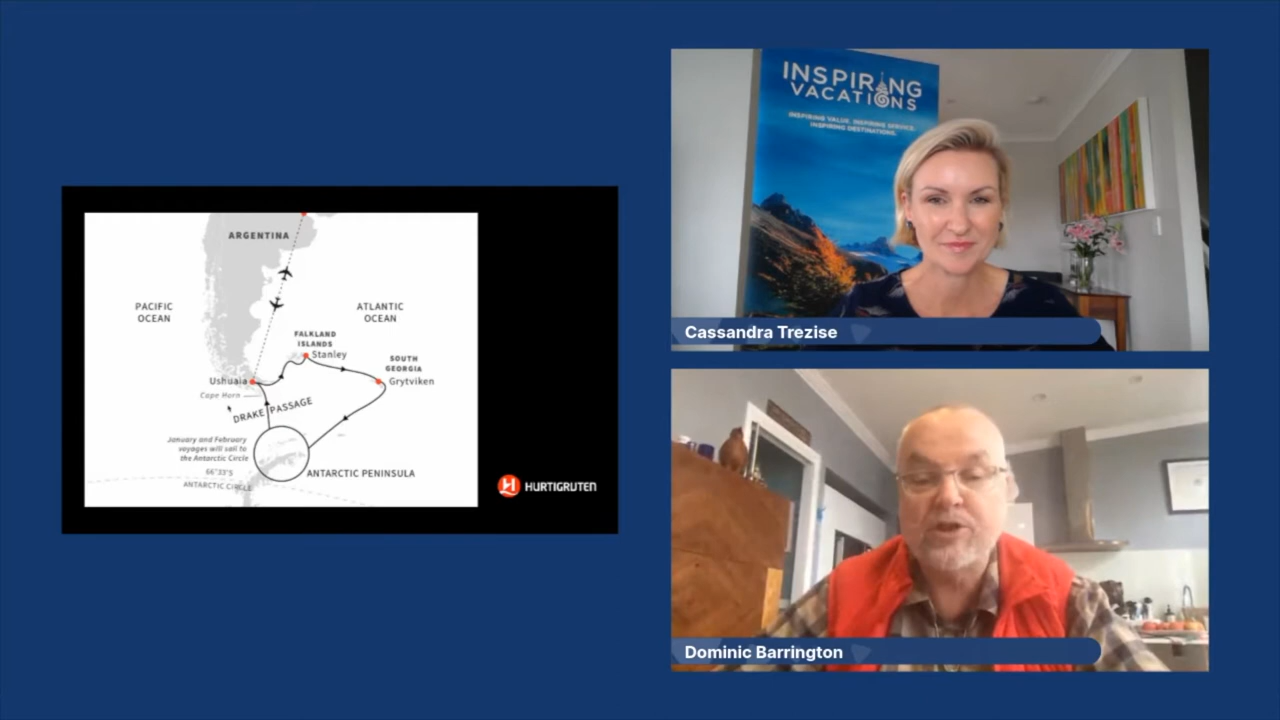 ARGENTINA
PACIFIC
OCEAN
ATLANTIC
OCEAN
FALKLAND
ISLANDS
Stanley
SOUTH
GEORGIA
Ushuaia
Grytviken
Cape Horn
DRAKE PASSAGE
January and February
voyages will sail to
the Antarctic Circle
66°33'S
ANTARCTIC CIRCLE
ANTARCTIC PENINSULA
HURTIGRUTEN
INSPIRING
VACATIONS
INSPIRING VALUE. INSPIRING SERVICE.
INSPIRING DESTINATIONS.
Cassandra Trezise
Dominic Barrington